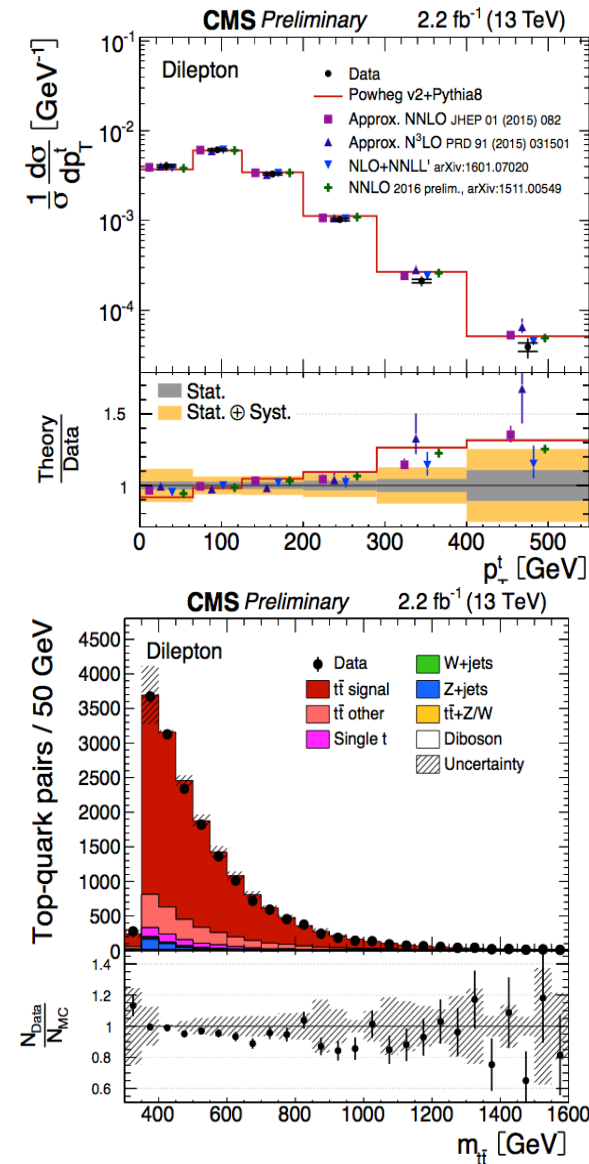 CMS Preliminary 2.2 fb⁻¹ (13 TeV)
Dilepton
Data
Powheg v2+Pythia8
Approx. NNLO JHEP 01 (2015) 082
Approx. N³LO PRD 91 (2015) 031501
NLO+NNLL' arXiv:1601.07020
NNLO 2016 prelim., arXiv:1511.00549
1/σ dσ/dp_T^t [GeV⁻¹]
10⁻¹
10⁻²
10⁻³
10⁻⁴
Stat.
Stat. ⊕ Syst.
Theory
Data
1.5
1
0 100 200 300 400 500
p_T^t [GeV]
CMS Preliminary 2.2 fb⁻¹ (13 TeV)
Dilepton
Data
tt̄ signal
tt̄ other
Single t
W+jets
Z+jets
tt̄+Z/W
Diboson
Uncertainty
Top-quark pairs / 50 GeV
4500
4000
3500
3000
2500
2000
1500
1000
500
N_Data
N_MC
1.4
1.2
1.0
0.8
0.6
400 600 800 1000 1200 1400 1600
m_tt̄ [GeV]